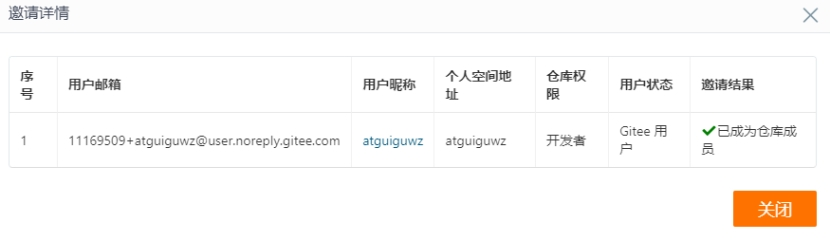 邀请详情
序号 用户邮箱 用户昵称 个人空间地址 仓库权限 用户状态 邀请结果
1 11169509+atguiguwz@user.noreply.gitee.com atguiguwz atguiguwz 开发者 Gitee 用户 已成为仓库成员
关闭